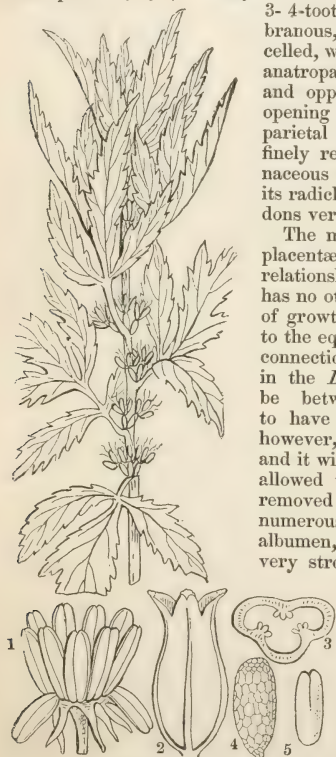 3- 4-toot
branous,
celled, w
anatropa
and opp
opening
parietal
finely re
naceous
its radicl
dons ver
The m
placentæ
relations
has no ot
of growt
to the eq
connectic
in the
be betw
to have
however,
and it wi
allowed
removed
numerou
albumen,
very stre
1
2
3
4
5